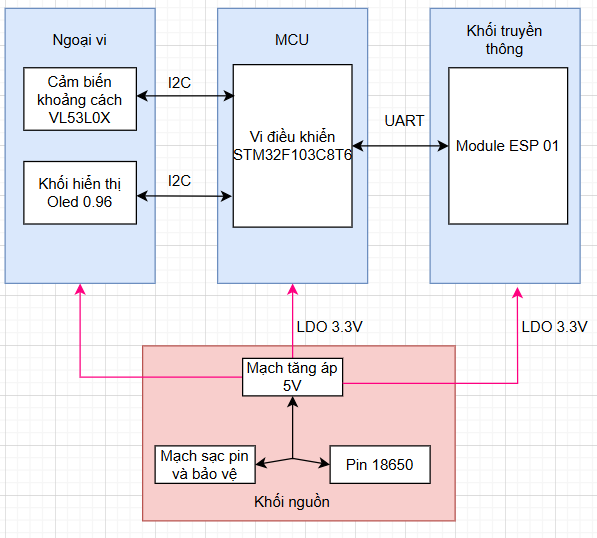 Ngoại vi
Cảm biến
khoảng cách
VL53L0X
I2C
Khối hiển thị
Oled 0.96
I2C
MCU
Vi điều khiển
STM32F103C8T6
UART
Khối truyền
thông
Module ESP 01
LDO 3.3V
LDO 3.3V
Mạch tăng áp
5V
Mạch sạc pin
và bảo vệ
Pin 18650
Khối nguồn